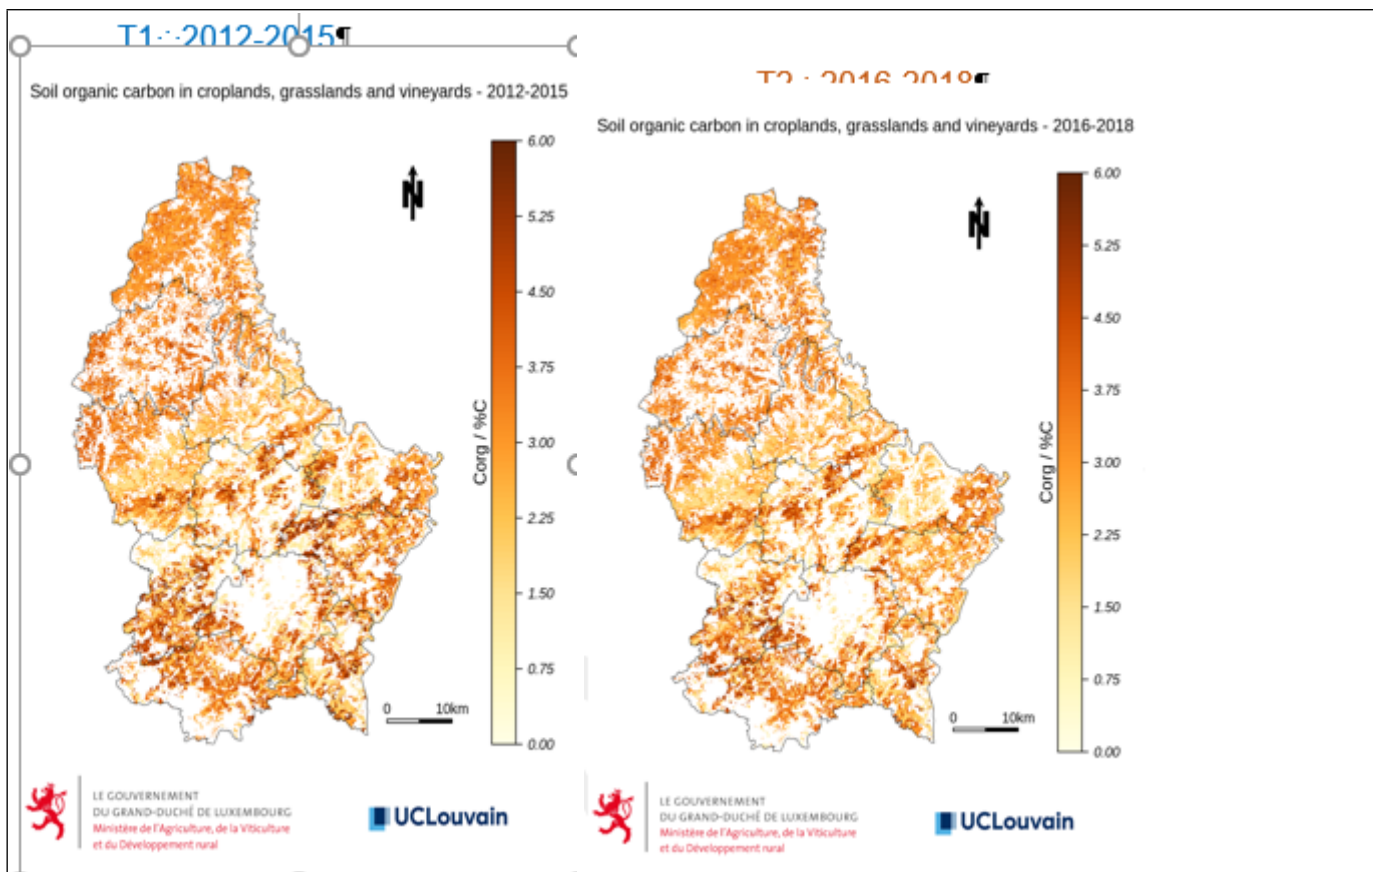 T1 : 2012-2015¶
Soil organic carbon in croplands, grasslands and vineyards - 2012-2015
N
6.00
5.25
4.50
3.75
3.00
2.25
1.50
0.75
0.00
Corg / %C
0 10km
LE GOUVERNEMENT
DU GRAND-DUCHÉ DE LUXEMBOURG
Ministère de l'Agriculture, de la Viticulture
et du Développement rural
UCLouvain
T2 : 2016-2018¶
Soil organic carbon in croplands, grasslands and vineyards - 2016-2018
N
6.00
5.25
4.50
3.75
3.00
2.25
1.50
0.75
0.00
Corg / %C
0 10km
LE GOUVERNEMENT
DU GRAND-DUCHÉ DE LUXEMBOURG
Ministère de l'Agriculture, de la Viticulture
et du Développement rural
UCLouvain